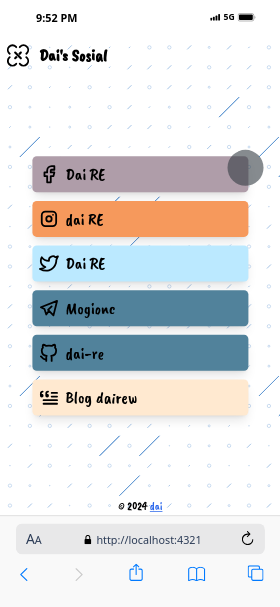 9:52 PM
5G
Dai's Sosial
Dai RE
dai RE
Dai RE
Mogionc
dai-re
Blog dairew
© 2024 dai
AA
http://localhost:4321